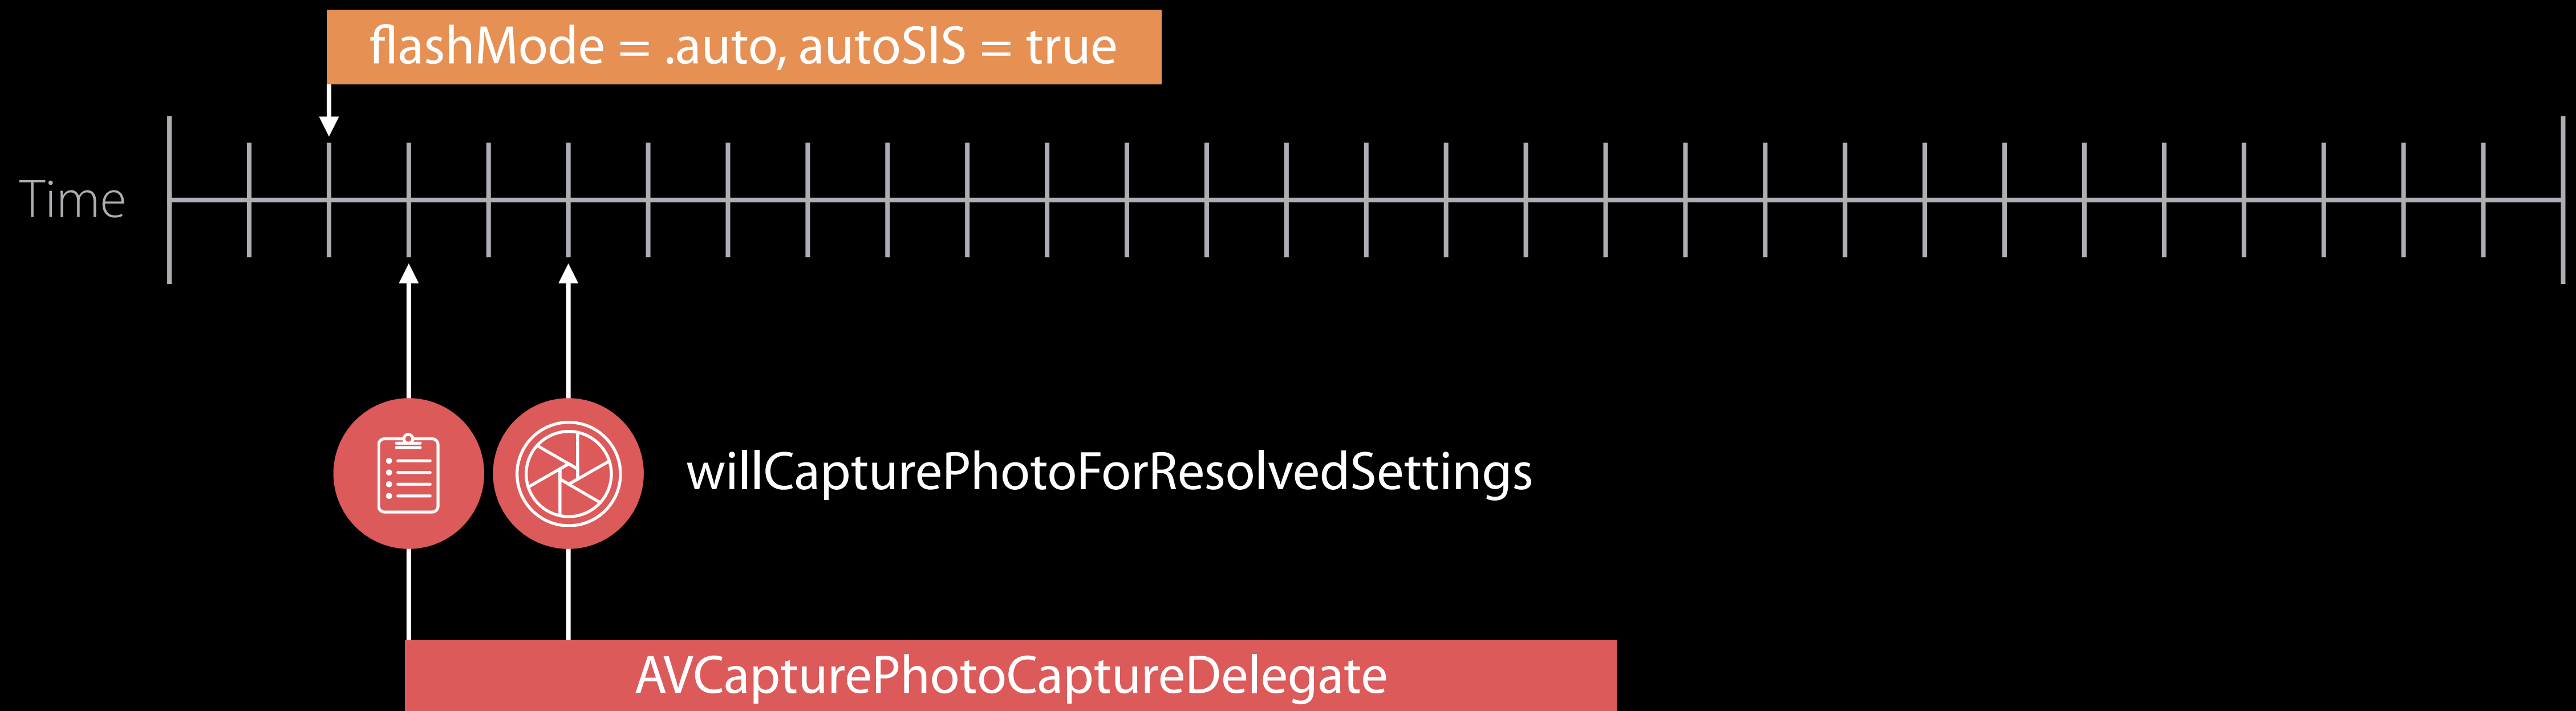 flashMode = .auto, autoSIS = true
Time
willCapturePhotoForResolvedSettings
AVCapturePhotoCaptureDelegate